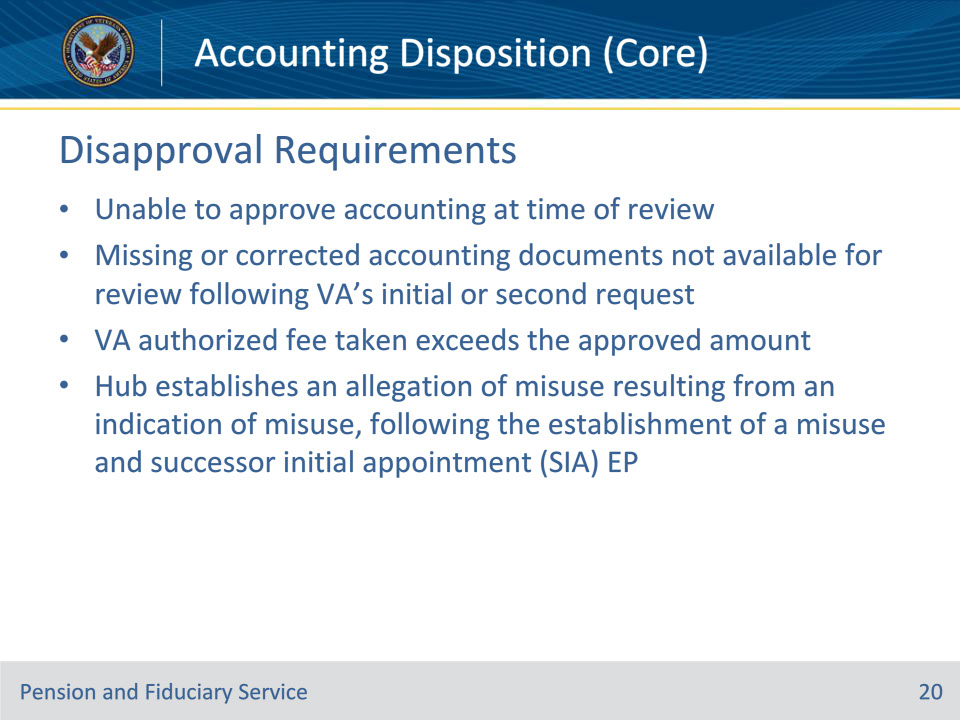 Accounting Disposition (Core)
Disapproval Requirements
• Unable to approve accounting at time of review
• Missing or corrected accounting documents not available for
review following VA’s initial or second request
• VA authorized fee taken exceeds the approved amount
• Hub establishes an allegation of misuse resulting from an
indication of misuse, following the establishment of a misuse
and successor initial appointment (SIA) EP
Pension and Fiduciary Service
20